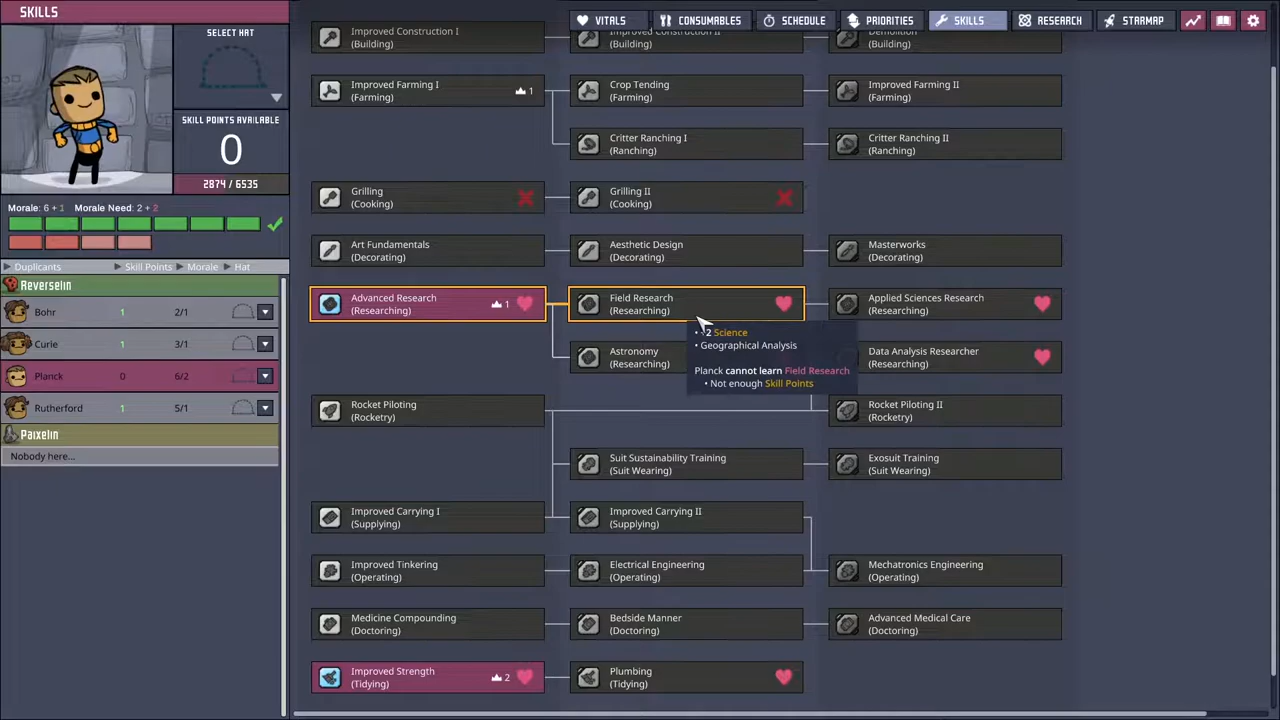 SKILLS
VITALS
CONSUMABLES
SCHEDULE
PRIORITIES
SKILLS
RESEARCH
STARMAP
SELECT HAT
SKILL POINTS AVAILABLE
0
2874 / 6535
Morale: 6 + 1 Morale Need: 2 + 2
Duplicants Skill Points Morale Hat
Reverselin
Bohr 1 2/1
Curie 1 3/1
Planck 0 6/2
Rutherford 1 5/1
Paixelin
Nobody here...
Improved Construction I
(Building)
Improved Construction II
(Building)
Demolition
(Building)
Improved Farming I
(Farming)
1
Crop Tending
(Farming)
Improved Farming II
(Farming)
Critter Ranching I
(Ranching)
Critter Ranching II
(Ranching)
Grilling
(Cooking)
Grilling II
(Cooking)
Art Fundamentals
(Decorating)
Aesthetic Design
(Decorating)
Masterworks
(Decorating)
Advanced Research
(Researching)
1
Field Research
(Researching)
Applied Sciences Research
(Researching)
• +2 Science
• Geographical Analysis
Planck cannot learn Field Research
• Not enough Skill Points
Astronomy
(Researching)
Data Analysis Researcher
(Researching)
Rocket Piloting
(Rocketry)
Rocket Piloting II
(Rocketry)
Suit Sustainability Training
(Suit Wearing)
Exosuit Training
(Suit Wearing)
Improved Carrying I
(Supplying)
Improved Carrying II
(Supplying)
Improved Tinkering
(Operating)
Electrical Engineering
(Operating)
Mechatronics Engineering
(Operating)
Medicine Compounding
(Doctoring)
Bedside Manner
(Doctoring)
Advanced Medical Care
(Doctoring)
Improved Strength
(Tidying)
2
Plumbing
(Tidying)